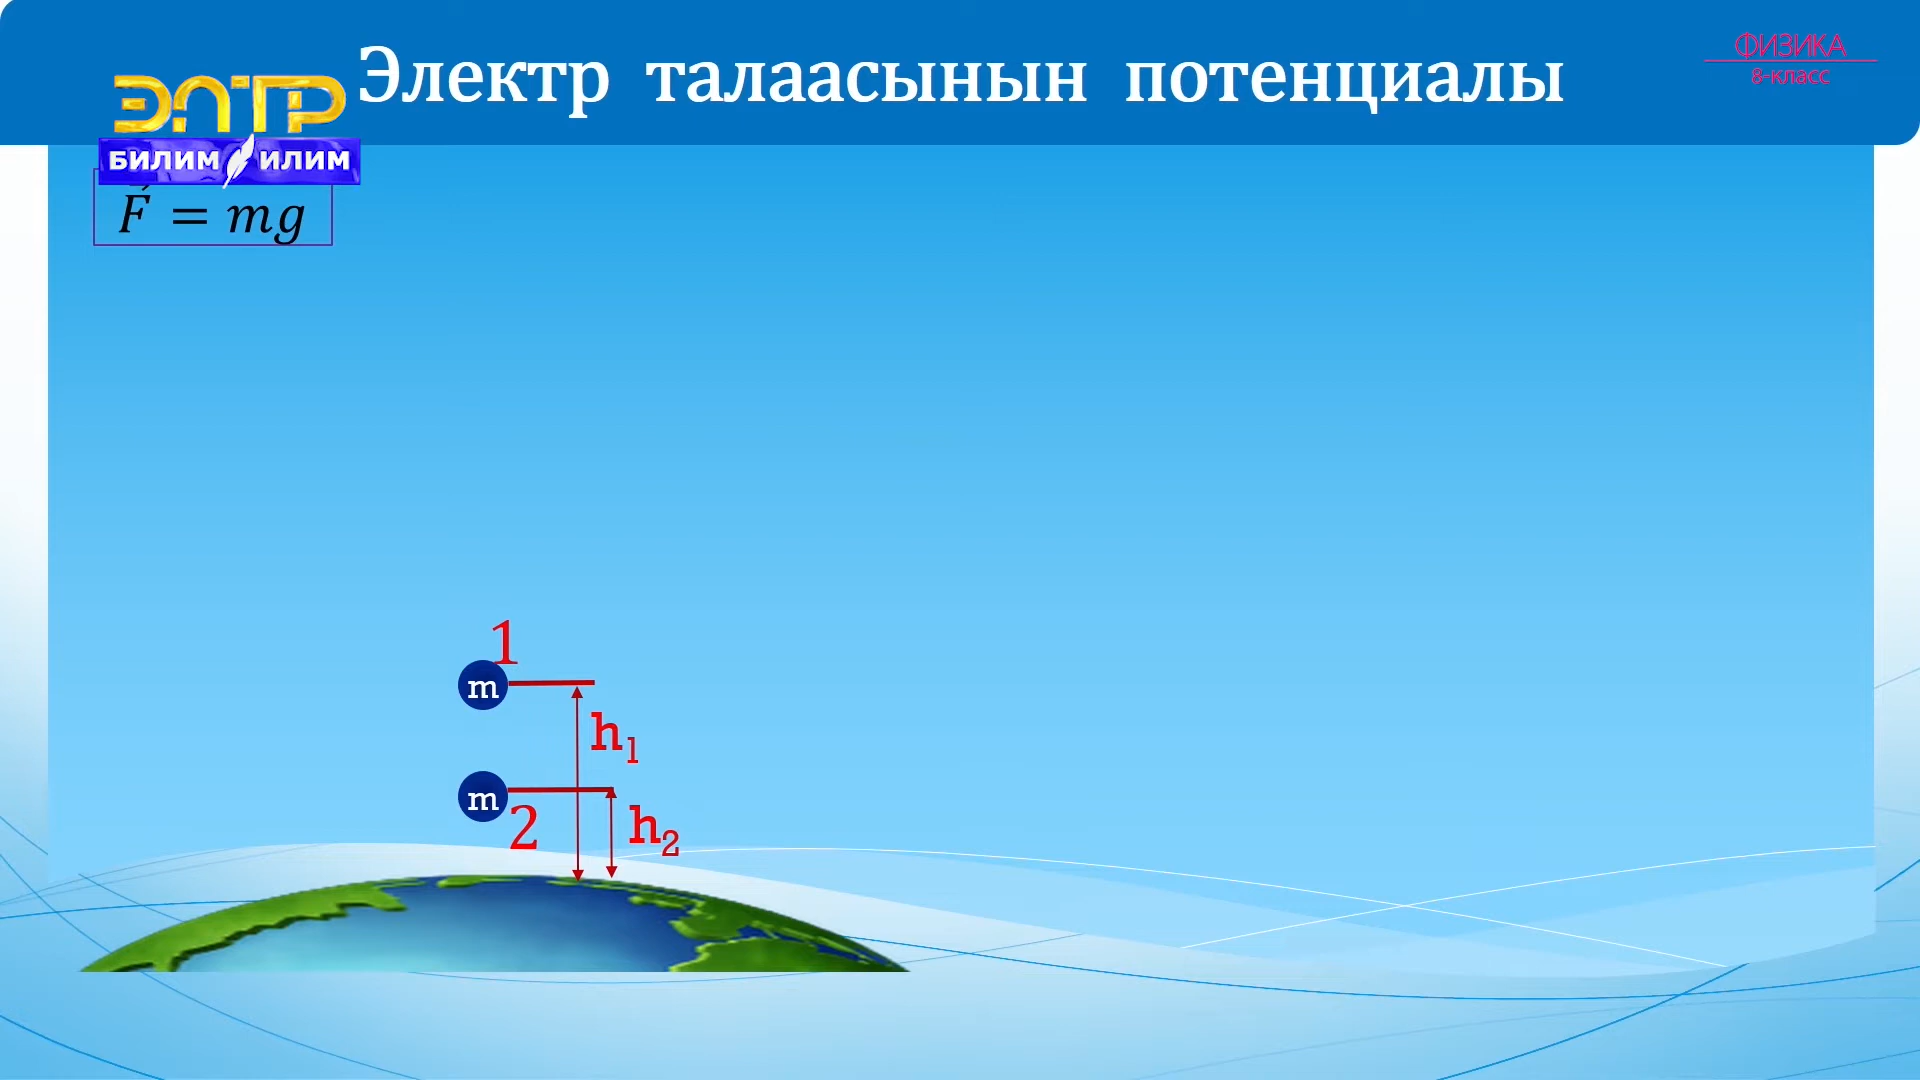 Электр талаасынын потенциалы
ФИЗИКА
8-класс
ЭЛТР
БИЛИМ ИЛИМ
F = mg
1
m
h₁
m
2
h₂